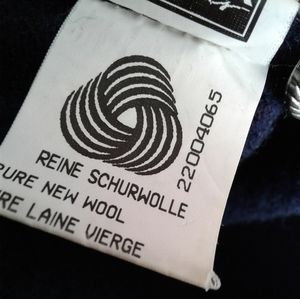 REINE SCHURWOLLE
PURE NEW WOOL
LAINE VIERGE
22004065